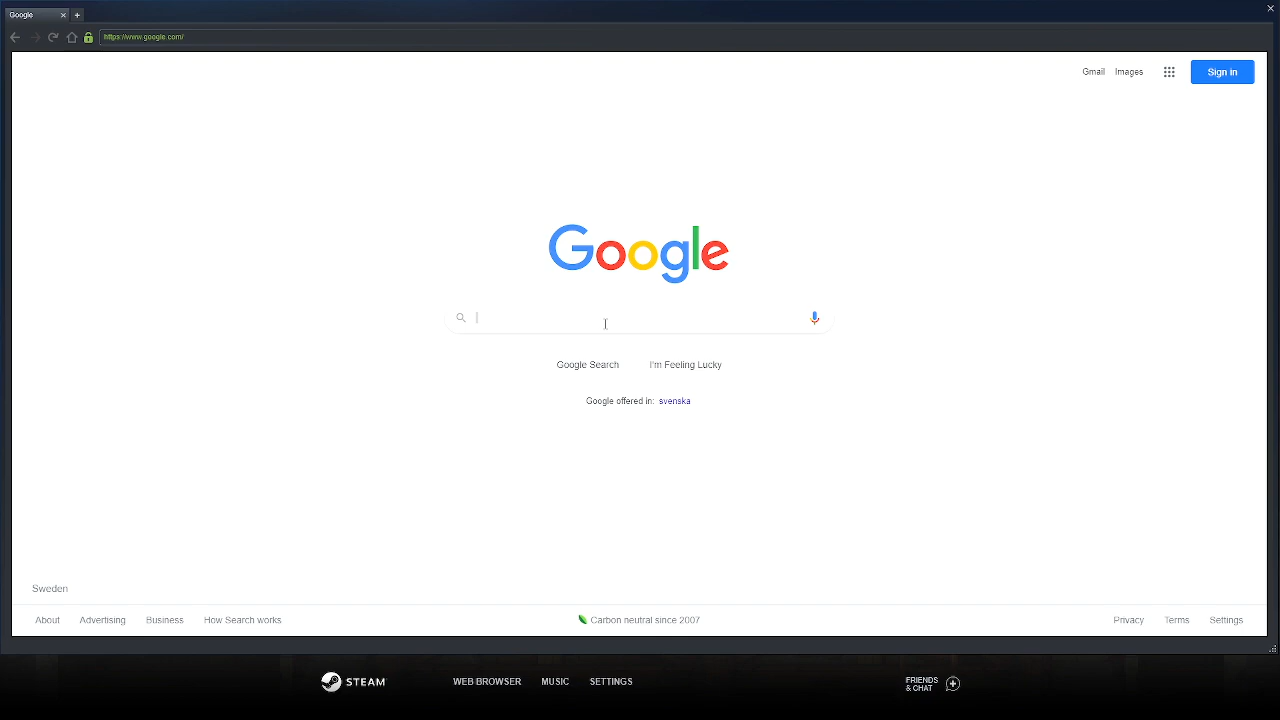 Google
https://www.google.com/
Gmail Images Sign in
Google
Google Search I'm Feeling Lucky
Google offered in: svenska
Sweden
About Advertising Business How Search works Carbon neutral since 2007 Privacy Terms Settings
STEAM WEB BROWSER MUSIC SETTINGS
FRIENDS
& CHAT